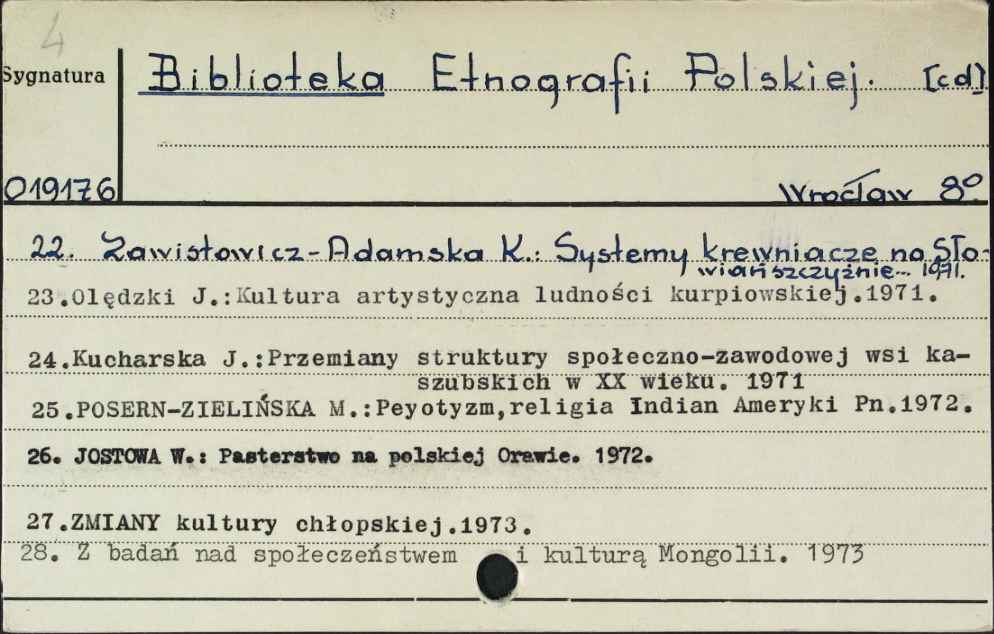 4
Sygnatura
Biblioteka Etnografii Polskiej. [cd].
019176
Wrocław 8°.
22. Zawistowicz-Adamska K.: Systemy krewniacze na Sło-
wiańszczyźnie... 1971.
23.Olędzki J.:Kultura artystyczna ludności kurpiowskiej.1971.
24.Kucharska J.:Przemiany struktury społeczno-zawodowej wsi ka-
szubskich w XX wieku. 1971
25.POSERN-ZIELIŃSKA M.:Peyotyzm,religia Indian Ameryki Pn.1972.
26. JOSTOWA W.: Pasterstwo na polskiej Orawie. 1972.
27.ZMIANY kultury chłopskiej.1973.
28. Z badań nad społeczeństwem i kulturą Mongolii. 1973